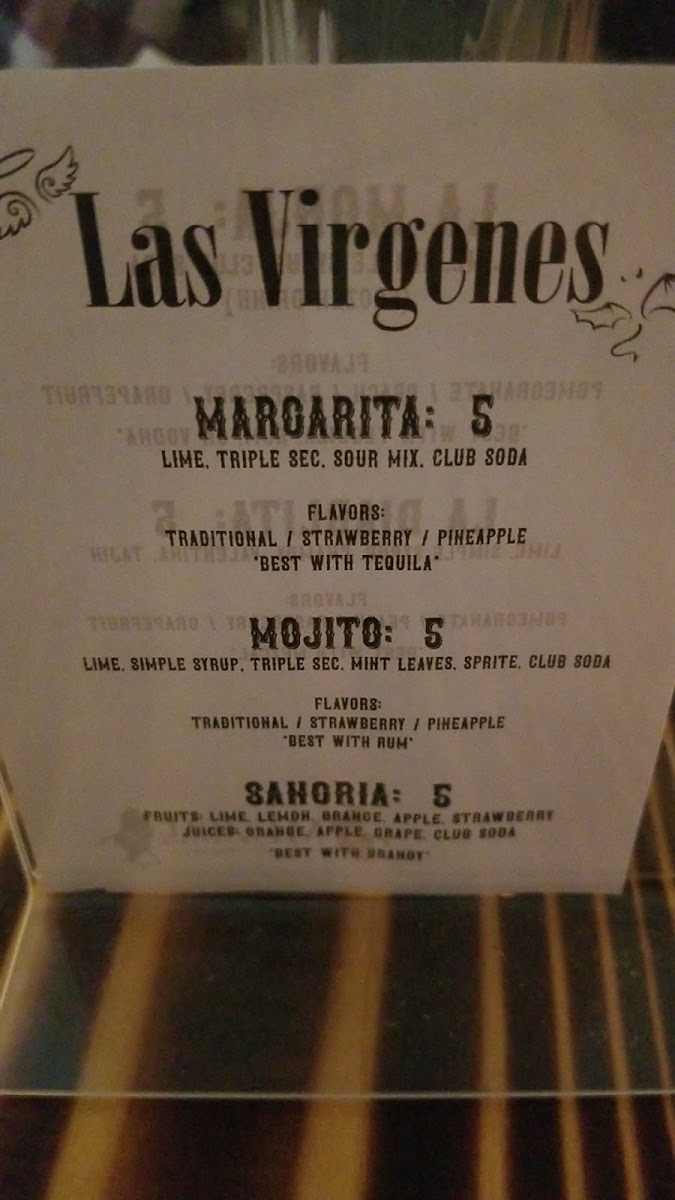 Las Virgenes
MARGARITA: 5
LIME, TRIPLE SEC, SOUR MIX, CLUB SODA
FLAVORS:
TRADITIONAL / STRAWBERRY / PINEAPPLE
*BEST WITH TEQUILA*
MOJITO: 5
LIME, SIMPLE SYRUP, TRIPLE SEC, MINT LEAVES, SPRITE, CLUB SODA
FLAVORS:
TRADITIONAL / STRAWBERRY / PINEAPPLE
*BEST WITH RUM*
SANGRIA: 5
FRUITS: LIME, LEMON, ORANGE, APPLE, STRAWBERRY
JUICES: ORANGE, APPLE, GRAPE, CLUB SODA
*BEST WITH BRANDY*